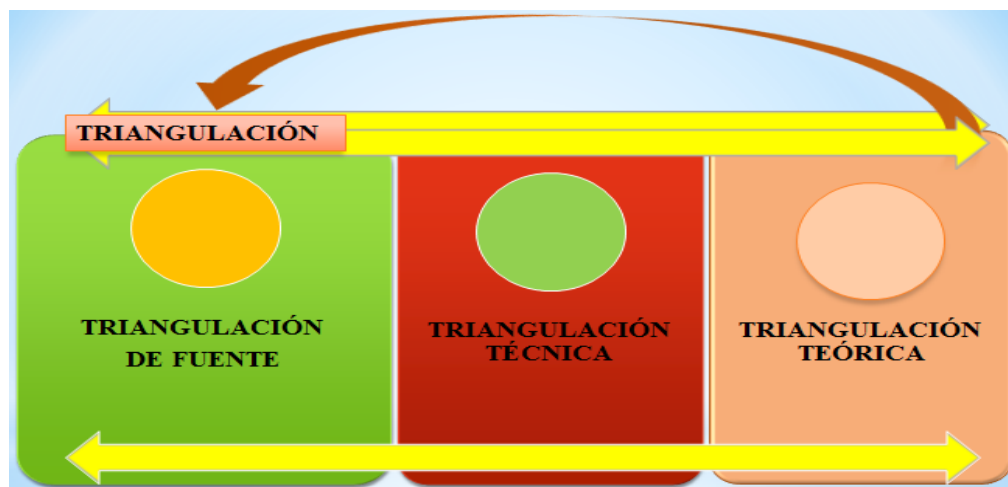 TRIANGULACIÓN
TRIANGULACIÓN
DE FUENTE
TRIANGULACIÓN
TÉCNICA
TRIANGULACIÓN
TEÓRICA